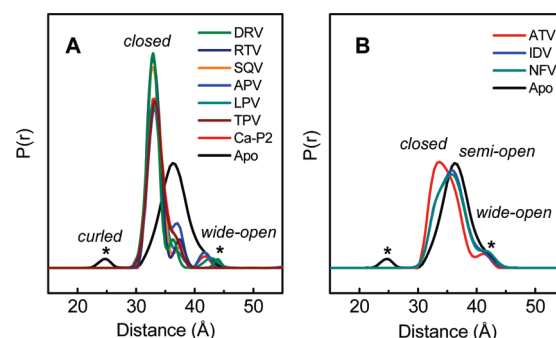 A
closed
DRV
RTV
SQV
APV
LPV
TPV
Ca-P2
Apo
curled
*
wide-open
*
P(r)
20 30 40 50
Distance (Å)
B
ATV
IDV
NFV
Apo
closed
semi-open
wide-open
*
*
P(r)
20 30 40 50
Distance (Å)